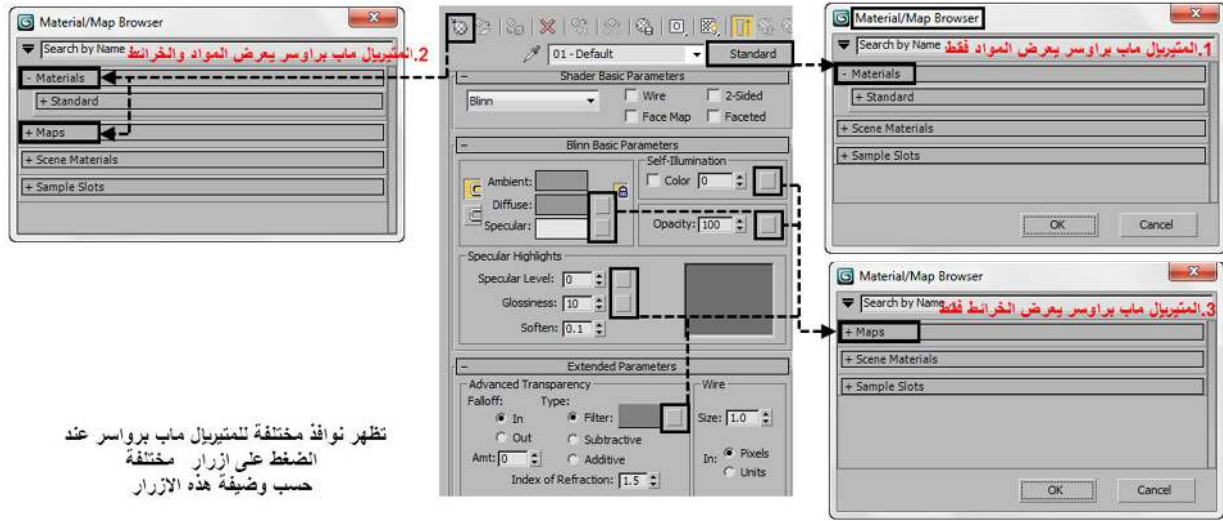 Material/Map Browser
Search by Name
2.المتيريال ماب براوسر يعرض المواد والخرائط
- Materials
+ Standard
+ Maps
+ Scene Materials
+ Sample Slots
تظهر نوافذ مختلفة للمتيريال ماب برواسر عند
الضغط على ازرار مختلفة
حسب وضيفة هذه الازرار
01 - Default
Standard
Shader Basic Parameters
Blinn
Wire
2-Sided
Face Map
Faceted
Blinn Basic Parameters
Ambient:
Diffuse:
Specular:
Self-Illumination
Color 0
Opacity: 100
Specular Highlights
Specular Level: 0
Glossiness: 10
Soften: 0.1
Extended Parameters
Advanced Transparency
Falloff:
In
Out
Amt: 0
Type:
Filter:
Subtractive
Additive
Index of Refraction: 1.5
Wire
Size: 1.0
In:
Pixels
Units
Material/Map Browser
Search by Name
1.المتيريال ماب براوسر يعرض المواد فقط
- Materials
+ Standard
+ Scene Materials
+ Sample Slots
OK
Cancel
Material/Map Browser
Search by Name
3.المتيريال ماب براوسر يعرض الخرائط فقط
+ Maps
+ Scene Materials
+ Sample Slots
OK
Cancel